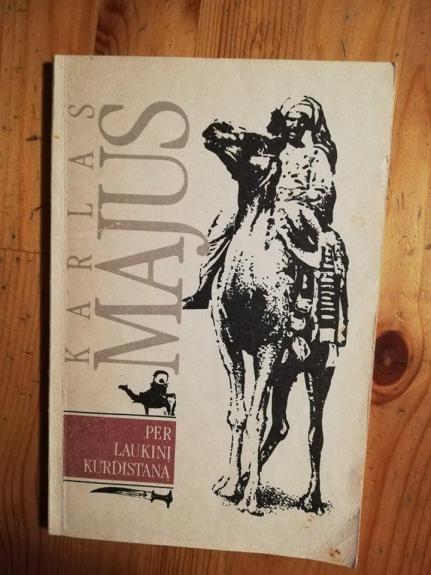 KARLAS
MAJUS
PER
LAUKINĮ
KURDISTANĄ